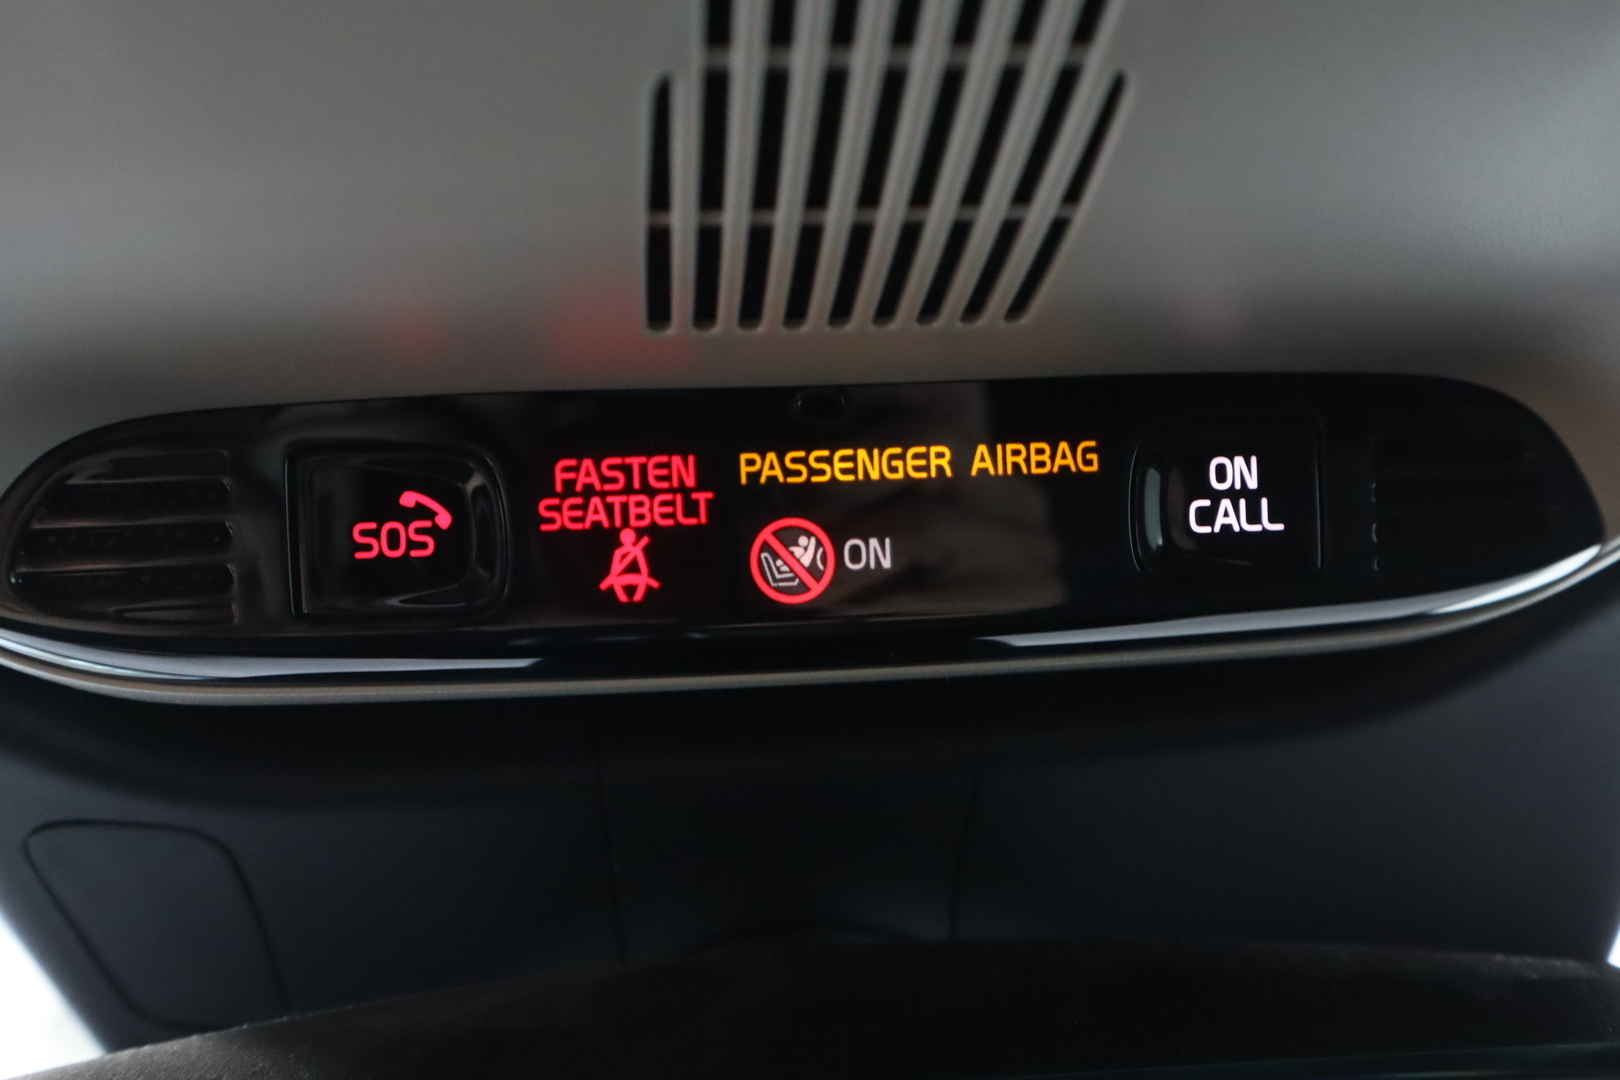 SOS
FASTEN
SEATBELT
PASSENGER AIRBAG
ON
ON
CALL